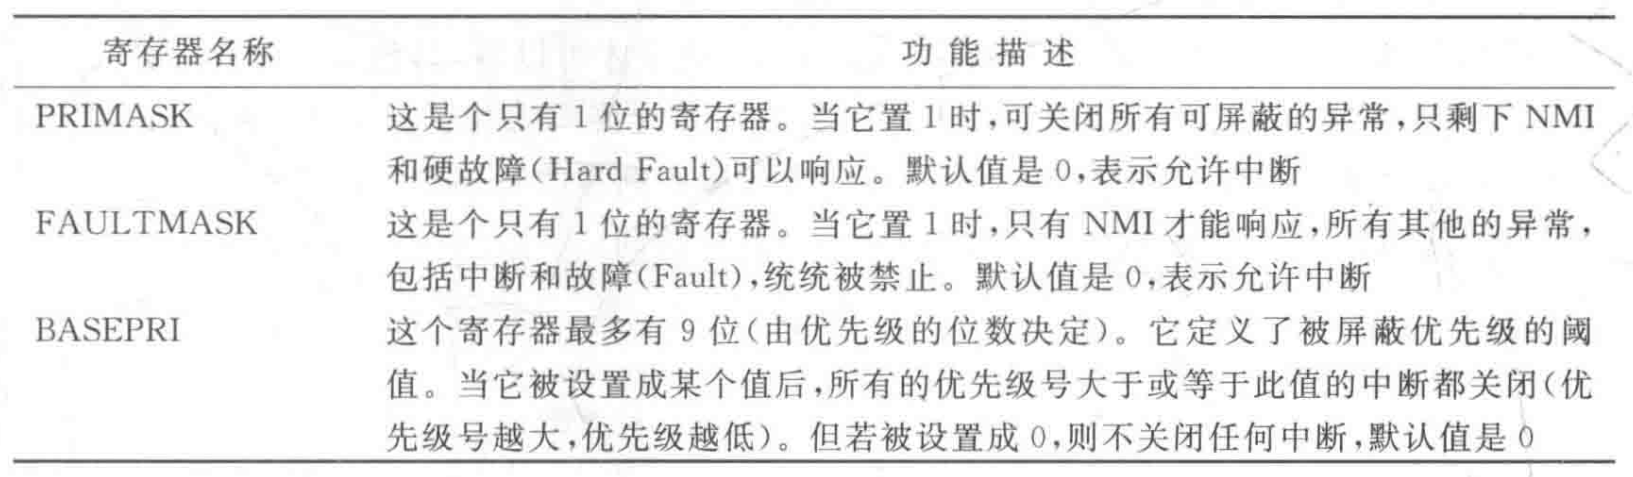 寄存器名称 功能描述
PRIMASK 这是个只有1位的寄存器。当它置1时,可关闭所有可屏蔽的异常,只剩下NMI
和硬故障(Hard Fault)可以响应。默认值是0,表示允许中断
FAULTMASK 这是个只有1位的寄存器。当它置1时,只有NMI才能响应,所有其他的异常,
包括中断和故障(Fault),统统被禁止。默认值是0,表示允许中断
BASEPRI 这个寄存器最多有9位(由优先级的位数决定)。它定义了被屏蔽优先级的阈
值。当它被设置成某个值后,所有的优先级号大于或等于此值的中断都关闭(优
先级号越大,优先级越低)。但若被设置成0,则不关闭任何中断,默认值是0